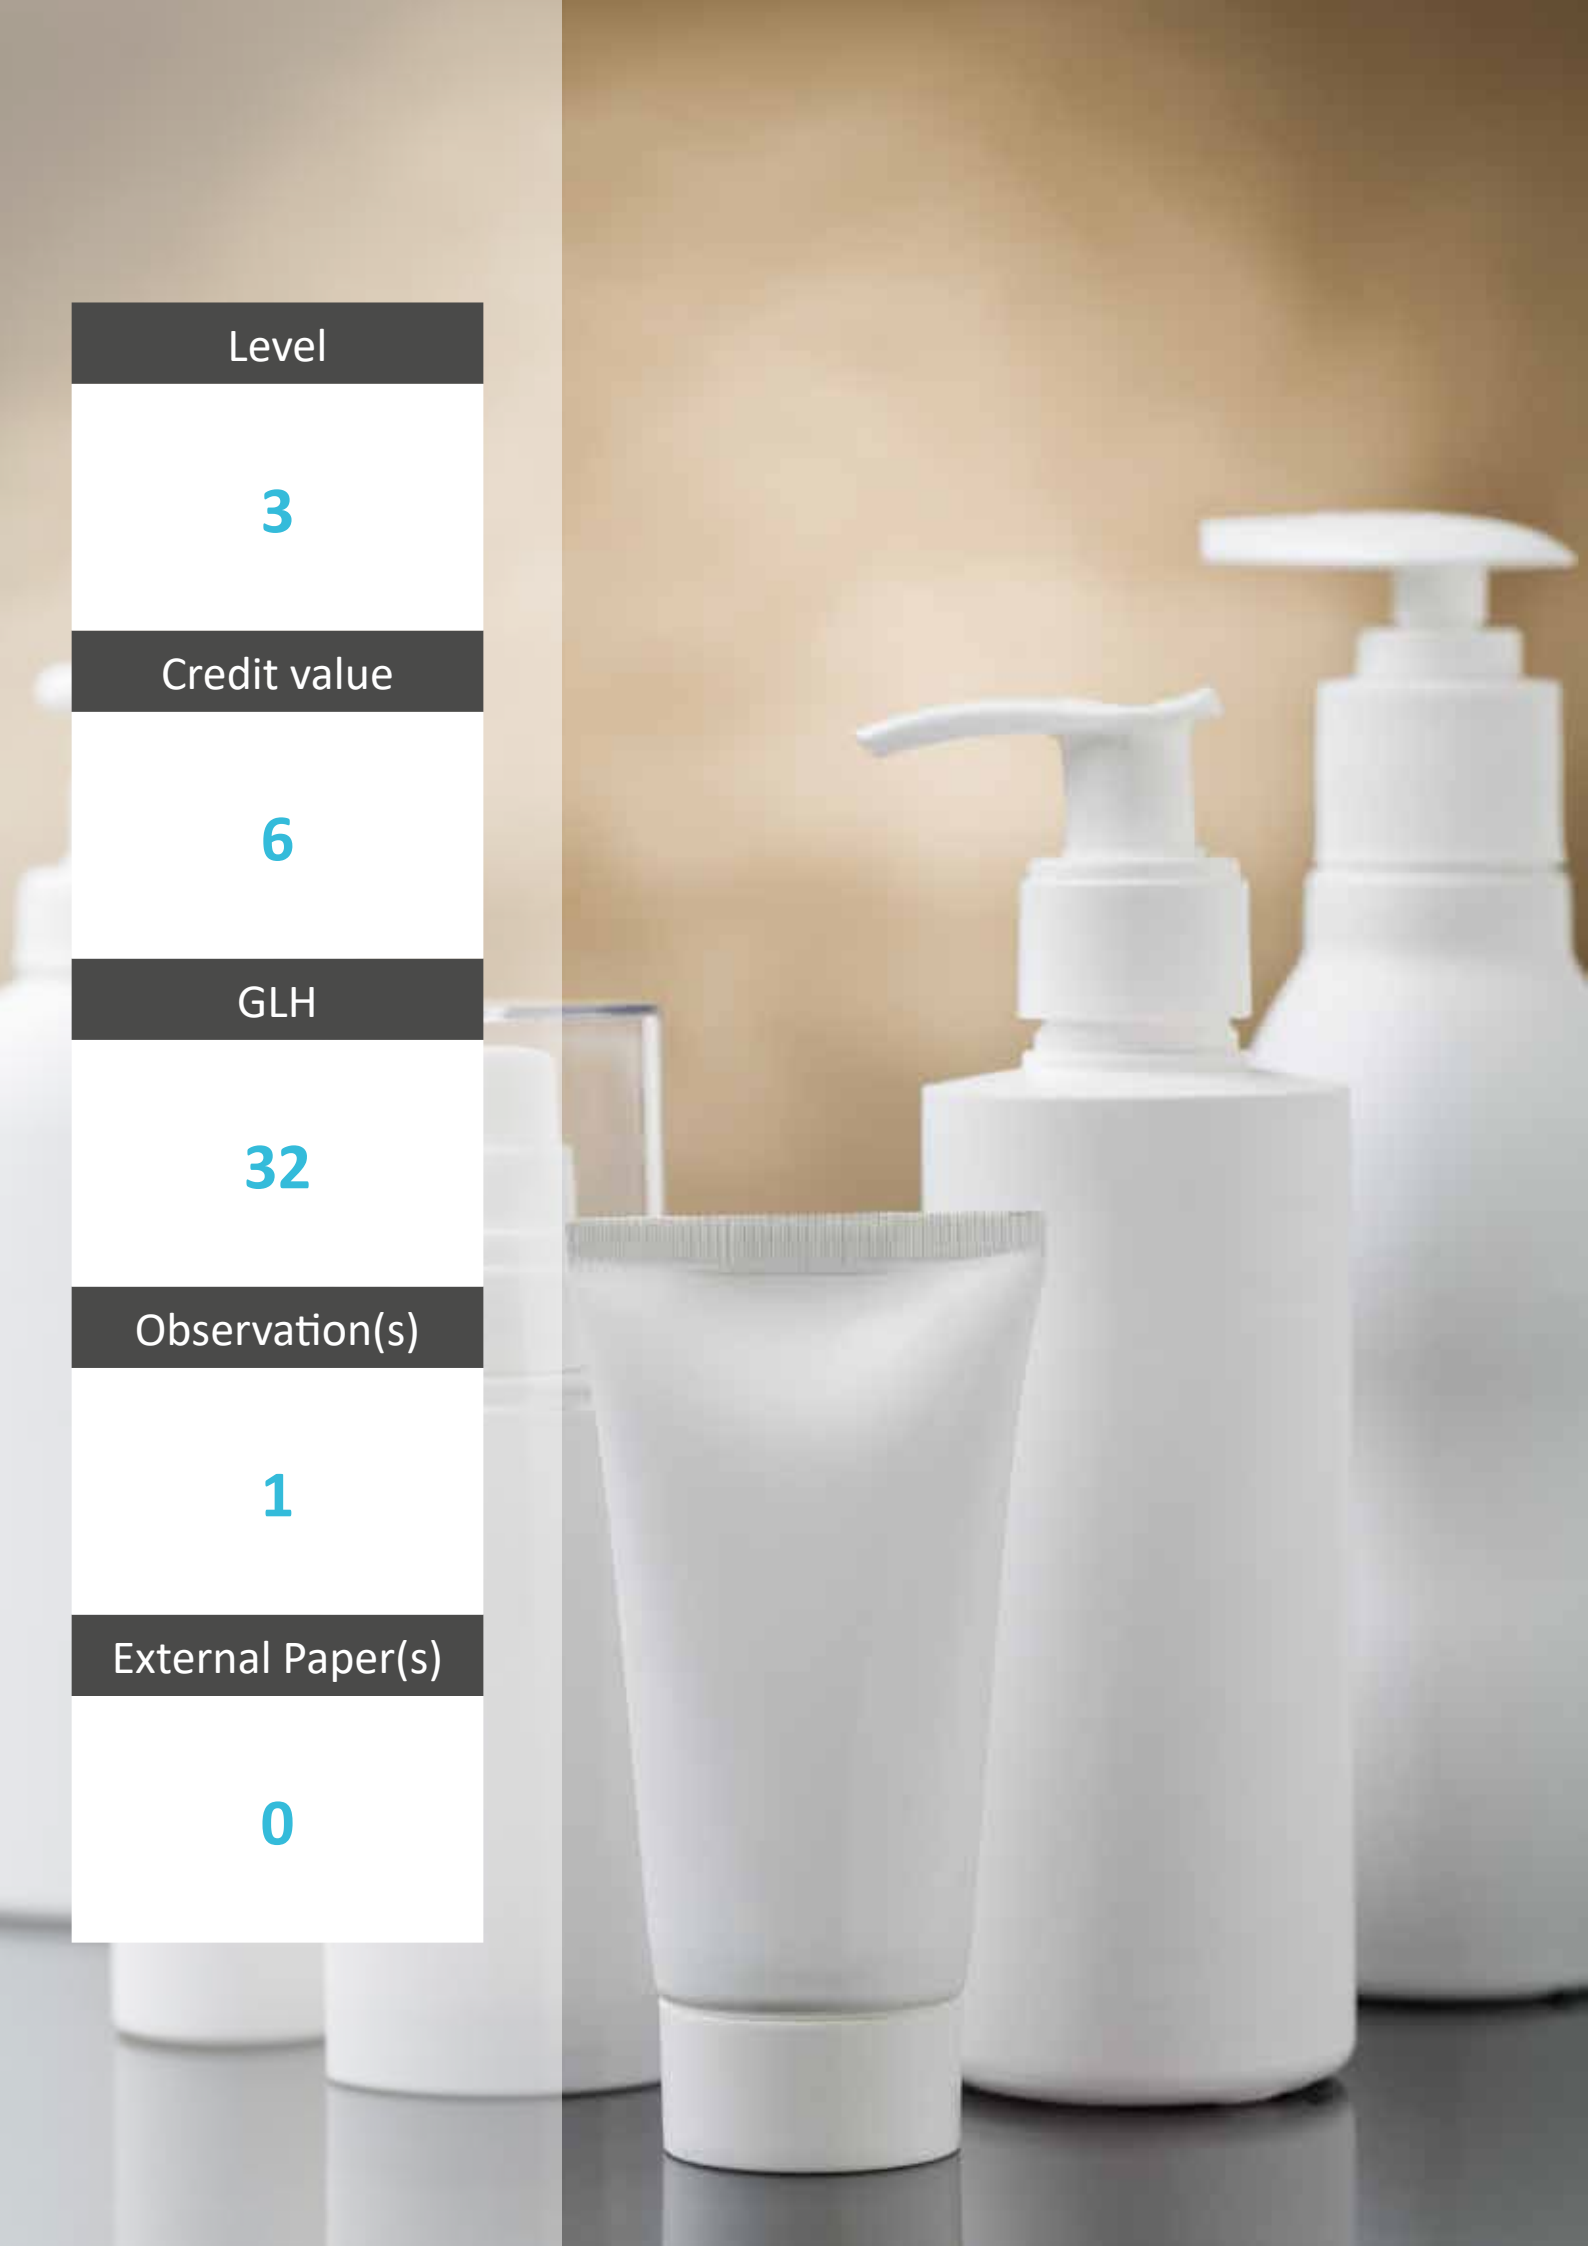 Level
3
Credit value
6
GLH
32
Observation(s)
1
External Paper(s)
0